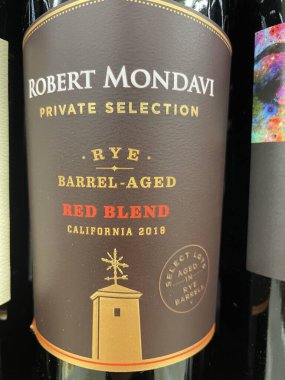 ROBERT MONDAVI
PRIVATE SELECTION
· RYE ·
BARREL-AGED
RED BLEND
CALIFORNIA 2019
SELECT LOTS
AGED
IN
RYE
BARRELS